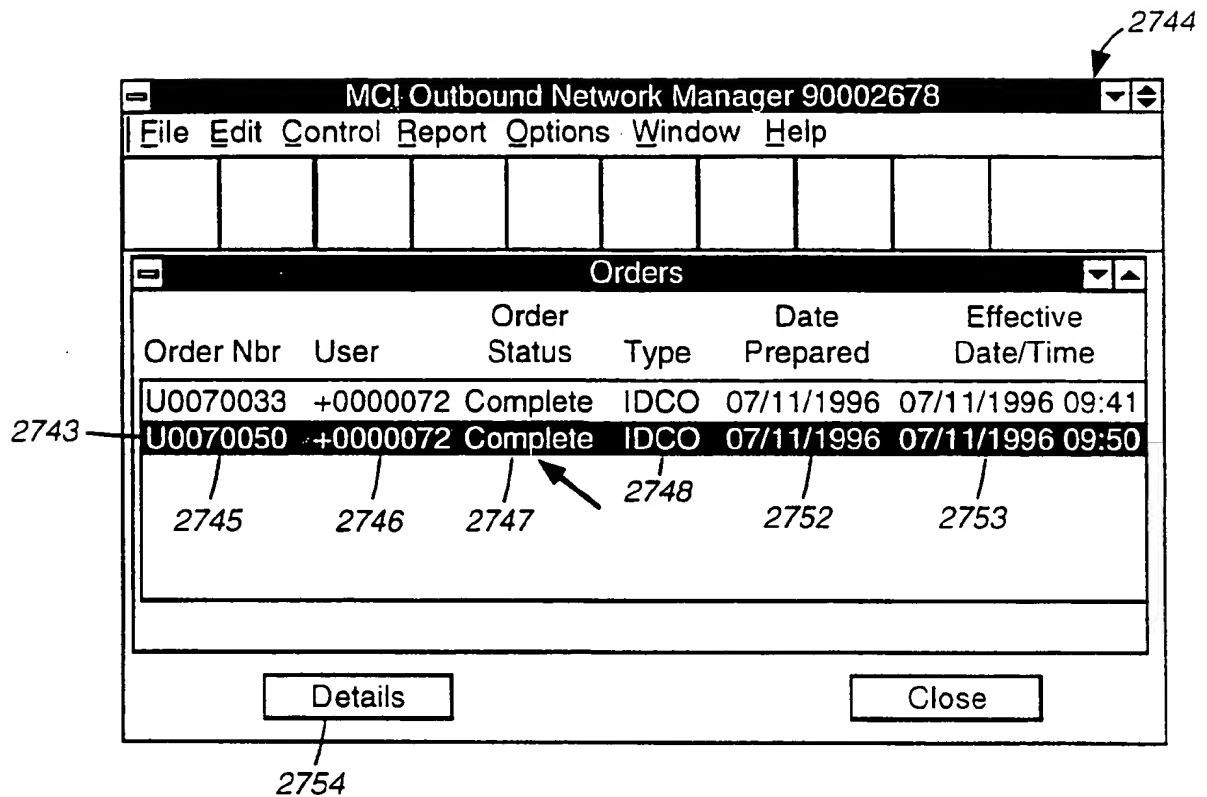 2744
MCI Outbound Network Manager 90002678
File Edit Control Report Options Window Help
Orders
Order Nbr User Order Status Type Date Prepared Effective Date/Time
U0070033 +0000072 Complete IDCO 07/11/1996 07/11/1996 09:41
2743 U0070050 +0000072 Complete IDCO 07/11/1996 07/11/1996 09:50
2745 2746 2747 2748 2752 2753
Details Close
2754